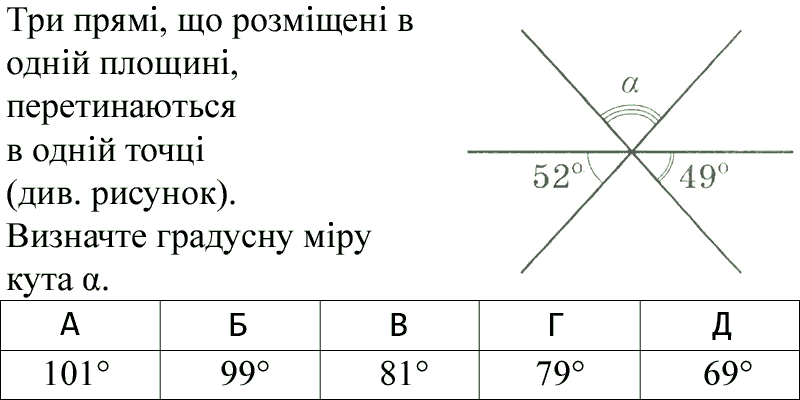 Три прямі, що розміщені в
одній площині,
перетинаються
в одній точці
(див. рисунок).
Визначте градусну міру
кута α.
α
52° 49°
А Б В Г Д
101° 99° 81° 79° 69°